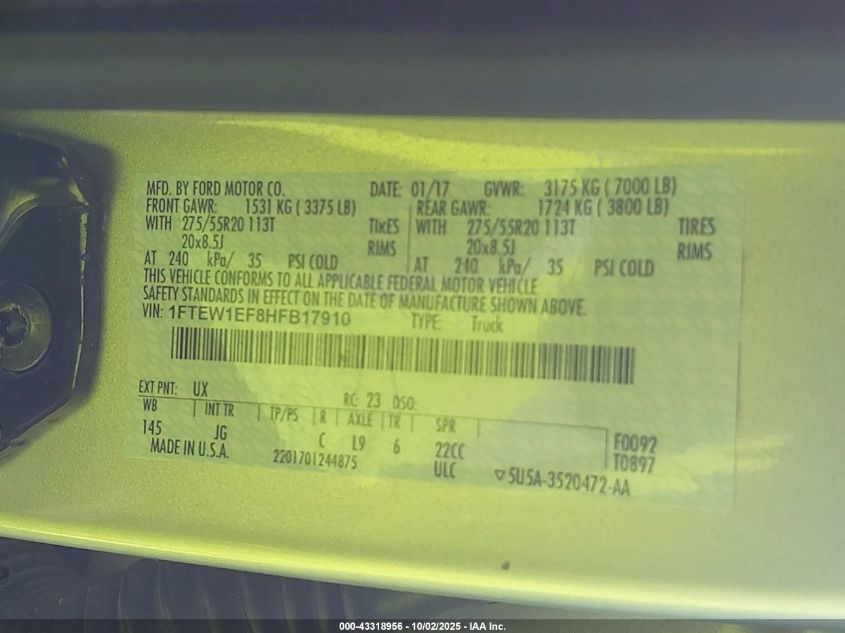 MFD. BY FORD MOTOR CO. DATE: 01/17 GVWR: 3175 KG ( 7000 LB)
FRONT GAWR: 1531 KG ( 3375 LB) REAR GAWR: 1724 KG ( 3800 LB)
WITH 275/55R20 113T TIRES WITH 275/55R20 113T TIRES
20x8.5J RIMS 20x8.5J RIMS
AT 240 kPa/ 35 PSI COLD AT 240 kPa/ 35 PSI COLD
THIS VEHICLE CONFORMS TO ALL APPLICABLE FEDERAL MOTOR VEHICLE
SAFETY STANDARDS IN EFFECT ON THE DATE OF MANUFACTURE SHOWN ABOVE.
VIN: 1FTEW1EF8HFB17910 TYPE: Truck
EXT PNT: UX RC: 23 DSO:
WB INT TR TP/PS R AXLE TR SPR
145 JG C L9 6 22CC F0092
MADE IN U.S.A. 2201701244875 ULC T0897
▽5U5A-3520472-AA
000-43318956 - 10/02/2025 - IAA Inc.